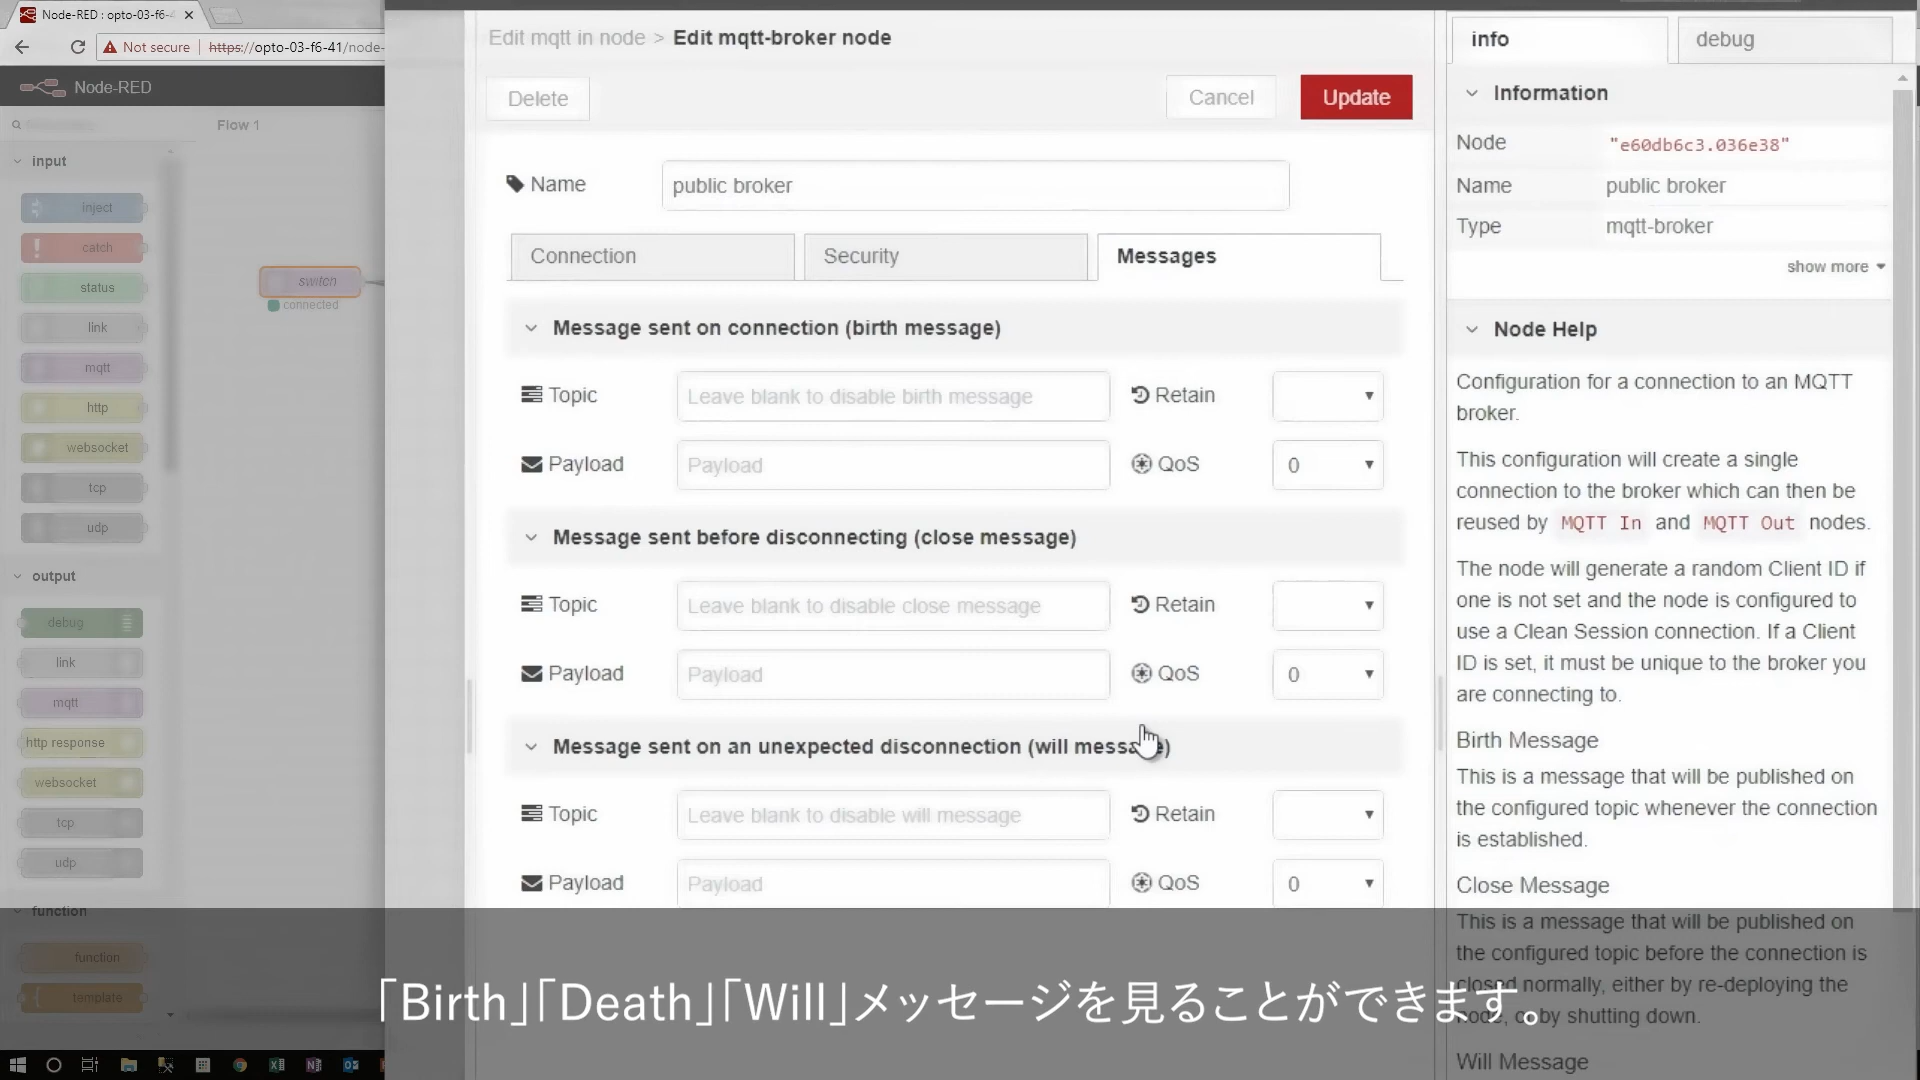 Node-RED : opto-03-f6-4
Not secure
https://opto-03-f6-41/node-
Node-RED
Flow 1
input
inject
catch
status
link
mqtt
http
websocket
tcp
udp
output
debug
link
mqtt
http response
websocket
tcp
udp
function
function
template
switch
connected
Edit mqtt in node > Edit mqtt-broker node
Delete
Cancel
Update
Name
public broker
Connection
Security
Messages
Message sent on connection (birth message)
Topic
Leave blank to disable birth message
Retain
Payload
Payload
QoS
0
Message sent before disconnecting (close message)
Topic
Leave blank to disable close message
Retain
Payload
Payload
QoS
0
Message sent on an unexpected disconnection (will message)
Topic
Leave blank to disable will message
Retain
Payload
Payload
QoS
0
info
debug
Information
Node
"e60db6c3.036e38"
Name
public broker
Type
mqtt-broker
show more
Node Help
Configuration for a connection to an MQTT
broker.
This configuration will create a single
connection to the broker which can then be
reused by MQTT In and MQTT Out nodes.
The node will generate a random Client ID if
one is not set and the node is configured to
use a Clean Session connection. If a Client
ID is set, it must be unique to the broker you
are connecting to.
Birth Message
This is a message that will be published on
the configured topic whenever the connection
is established.
Close Message
This is a message that will be published on
the configured topic before the connection is
closed normally, either by re-deploying the
node, or by shutting down.
Will Message
「Birth」「Death」「Will」メッセージを見ることができます。